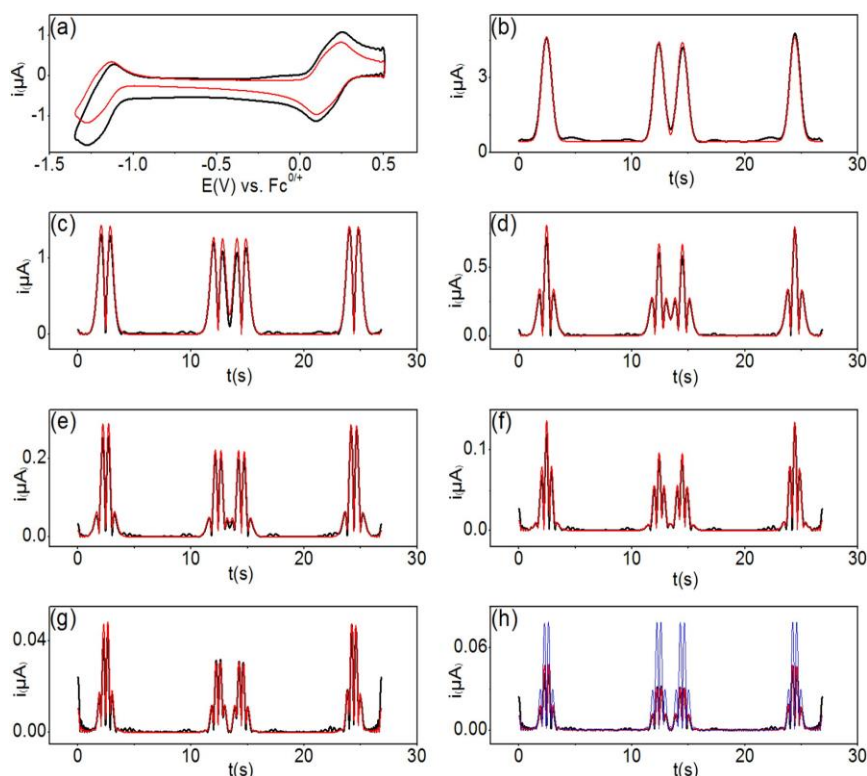 (a)
i(μA)
1
0
-1
-1.5
-1.0
-0.5
0.0
0.5
E(V) vs. Fc⁰/⁺
(b)
i(μA)
4
0
0
10
20
30
t(s)
(c)
i(μA)
1
0
0
10
20
30
t(s)
(d)
i(μA)
0.5
0.0
0
10
20
30
t(s)
(e)
i(μA)
0.2
0.0
0
10
20
30
t(s)
(f)
i(μA)
0.1
0.0
0
10
20
30
t(s)
(g)
i(μA)
0.04
0.00
0
10
20
30
t(s)
(h)
i(μA)
0.06
0.00
0
10
20
30
t(s)